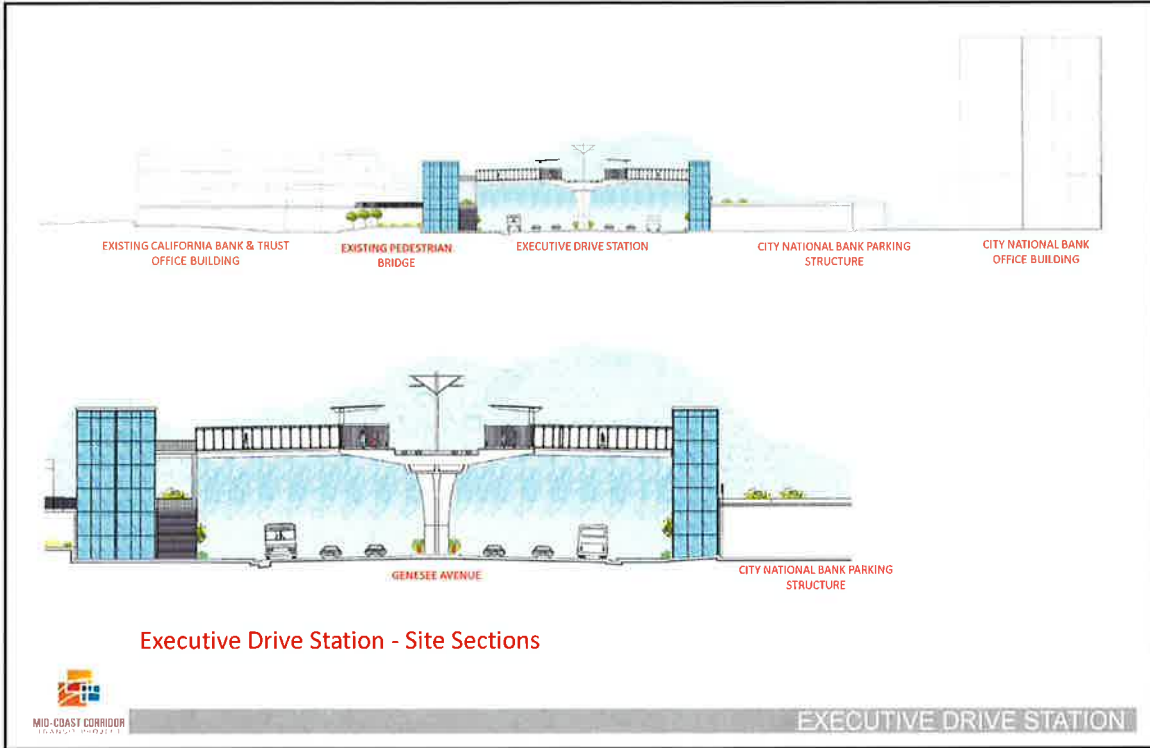 EXISTING CALIFORNIA BANK & TRUST
OFFICE BUILDING
EXISTING PEDESTRIAN
BRIDGE
EXECUTIVE DRIVE STATION
CITY NATIONAL BANK PARKING
STRUCTURE
CITY NATIONAL BANK
OFFICE BUILDING
GENESEE AVENUE
CITY NATIONAL BANK PARKING
STRUCTURE
Executive Drive Station - Site Sections
MID-COAST CORRIDOR
TRANSIT PROJECT
EXECUTIVE DRIVE STATION